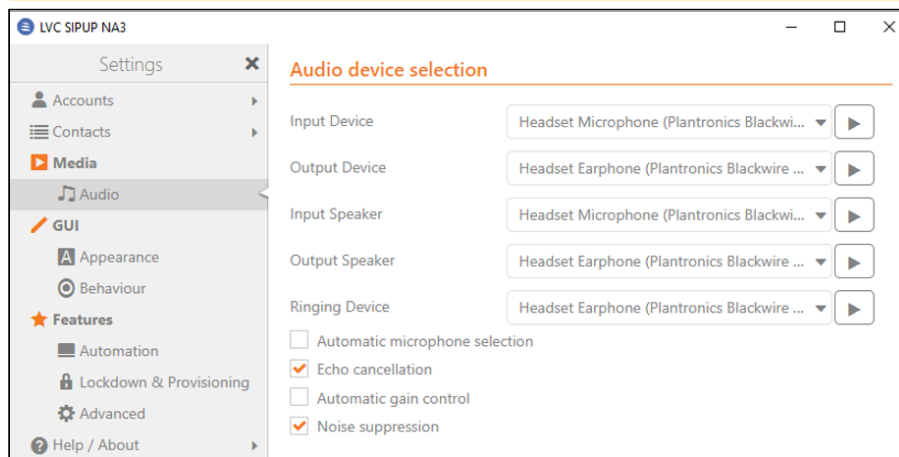 LVC SIPUP NA3
Settings
Accounts
Contacts
Media
Audio
GUI
A Appearance
Behaviour
Features
Automation
Lockdown & Provisioning
Advanced
? Help / About
Audio device selection
Input Device Headset Microphone (Plantronics Blackwi...
Output Device Headset Earphone (Plantronics Blackwire ...
Input Speaker Headset Microphone (Plantronics Blackwi...
Output Speaker Headset Earphone (Plantronics Blackwire ...
Ringing Device Headset Earphone (Plantronics Blackwire ...
Automatic microphone selection
Echo cancellation
Automatic gain control
Noise suppression